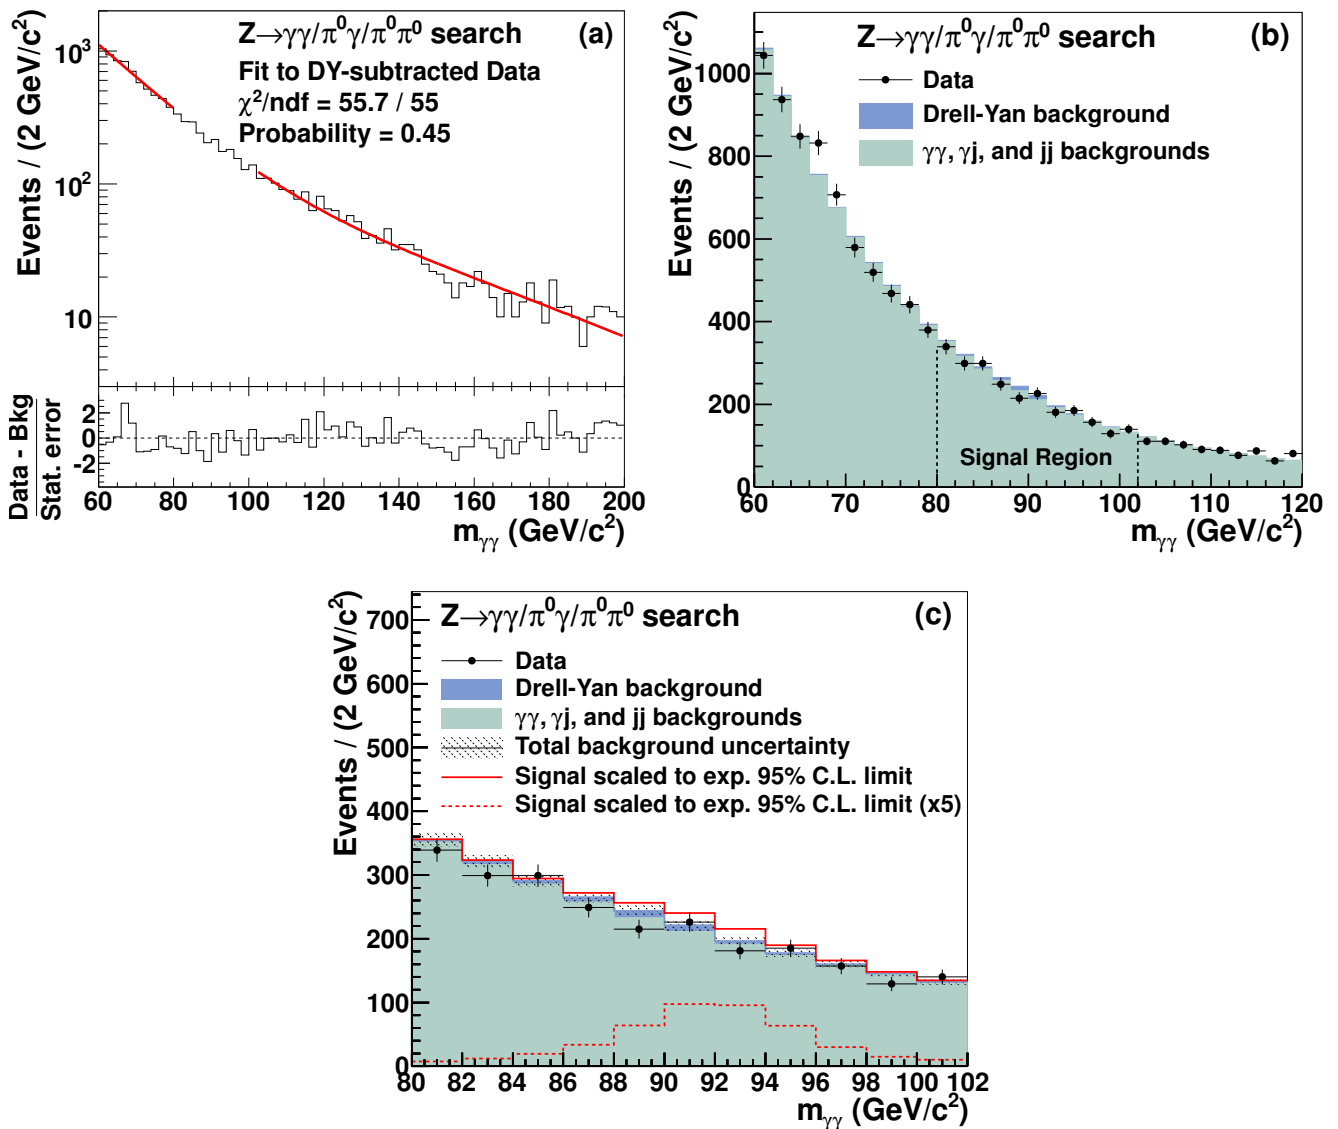 Z→γγ/π⁰γ/π⁰π⁰ search (a)
Fit to DY-subtracted Data
χ²/ndf = 55.7 / 55
Probability = 0.45
Events / (2 GeV/c²)
10³
10²
10
Data - Bkg
Stat. error
2
0
-2
60 80 100 120 140 160 180 200
mγγ (GeV/c²)
Z→γγ/π⁰γ/π⁰π⁰ search (b)
Data
Drell-Yan background
γγ, γj, and jj backgrounds
Events / (2 GeV/c²)
1000
800
600
400
200
0
Signal Region
60 70 80 90 100 110 120
mγγ (GeV/c²)
Z→γγ/π⁰γ/π⁰π⁰ search (c)
Data
Drell-Yan background
γγ, γj, and jj backgrounds
Total background uncertainty
Signal scaled to exp. 95% C.L. limit
Signal scaled to exp. 95% C.L. limit (x5)
Events / (2 GeV/c²)
700
600
500
400
300
200
100
0
80 82 84 86 88 90 92 94 96 98 100 102
mγγ (GeV/c²)